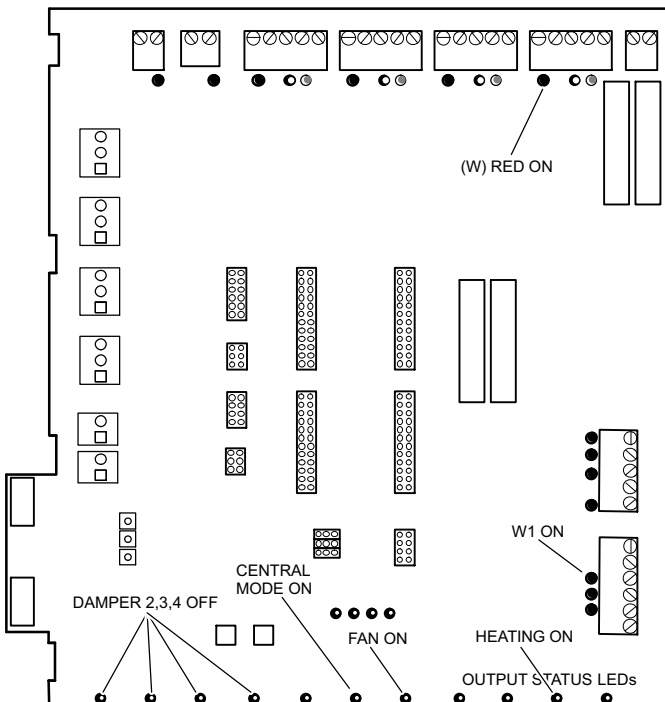 (W) RED ON
W1 ON
CENTRAL
MODE ON
DAMPER 2,3,4 OFF
FAN ON
HEATING ON
OUTPUT STATUS LEDs